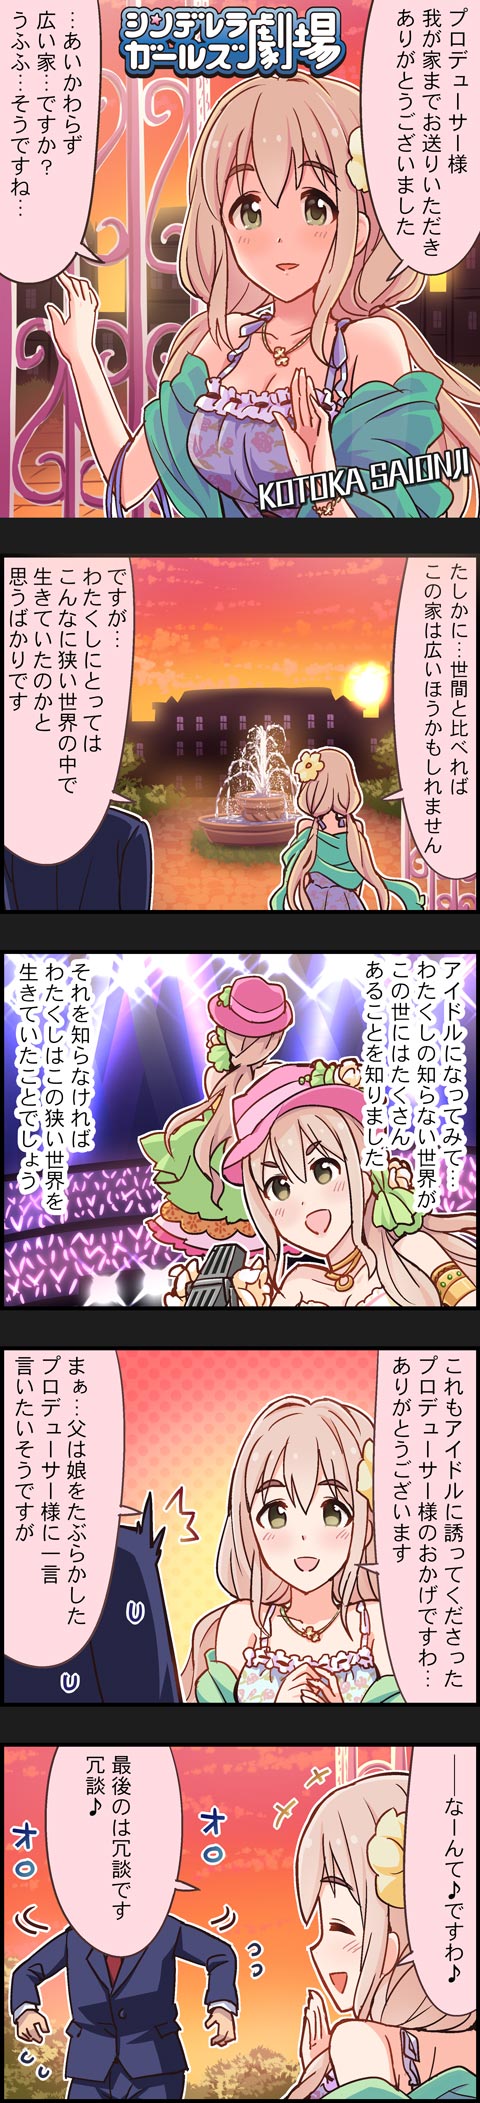 シンデレラ
ガールズ劇場
プロデューサー様
我が家までお送りいただき
ありがとうございました
…あいかわらず
広い家…ですか？
うふふ…そうですね…
KOTOKA SAIONJI
たしかに…世間と比べれば
この家は広いほうかもしれません
ですが…
わたくしにとっては
こんなに狭い世界の中で
生きていたのかと
思うばかりです
アイドルになってみて…
わたくしの知らない世界が
この世にはたくさん
あることを知りました
それを知らなければ
わたくしはこの狭い世界を
生きていたことでしょう
これもアイドルに誘ってくださった
プロデューサー様のおかげですわ…
ありがとうございます
まぁ…父は娘をたぶらかした
プロデューサー様に一言
言いたいそうですが
――なーんて♪ですわ♪
最後のは冗談です
冗談♪
オロ
オロ